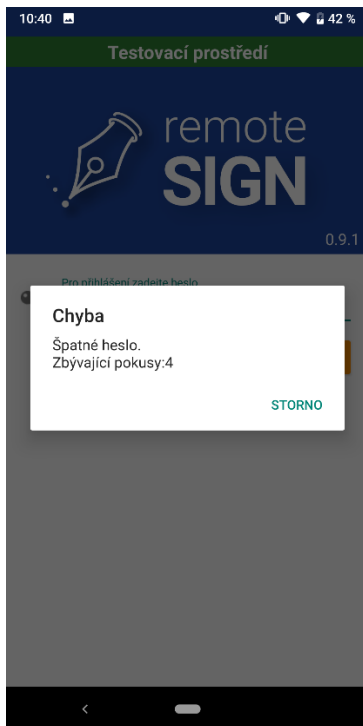 10:40
42 %
Testovací prostředí
remote
SIGN
0.9.1
Pro přihlášení zadejte heslo
Chyba
Špatné heslo.
Zbývající pokusy:4
STORNO